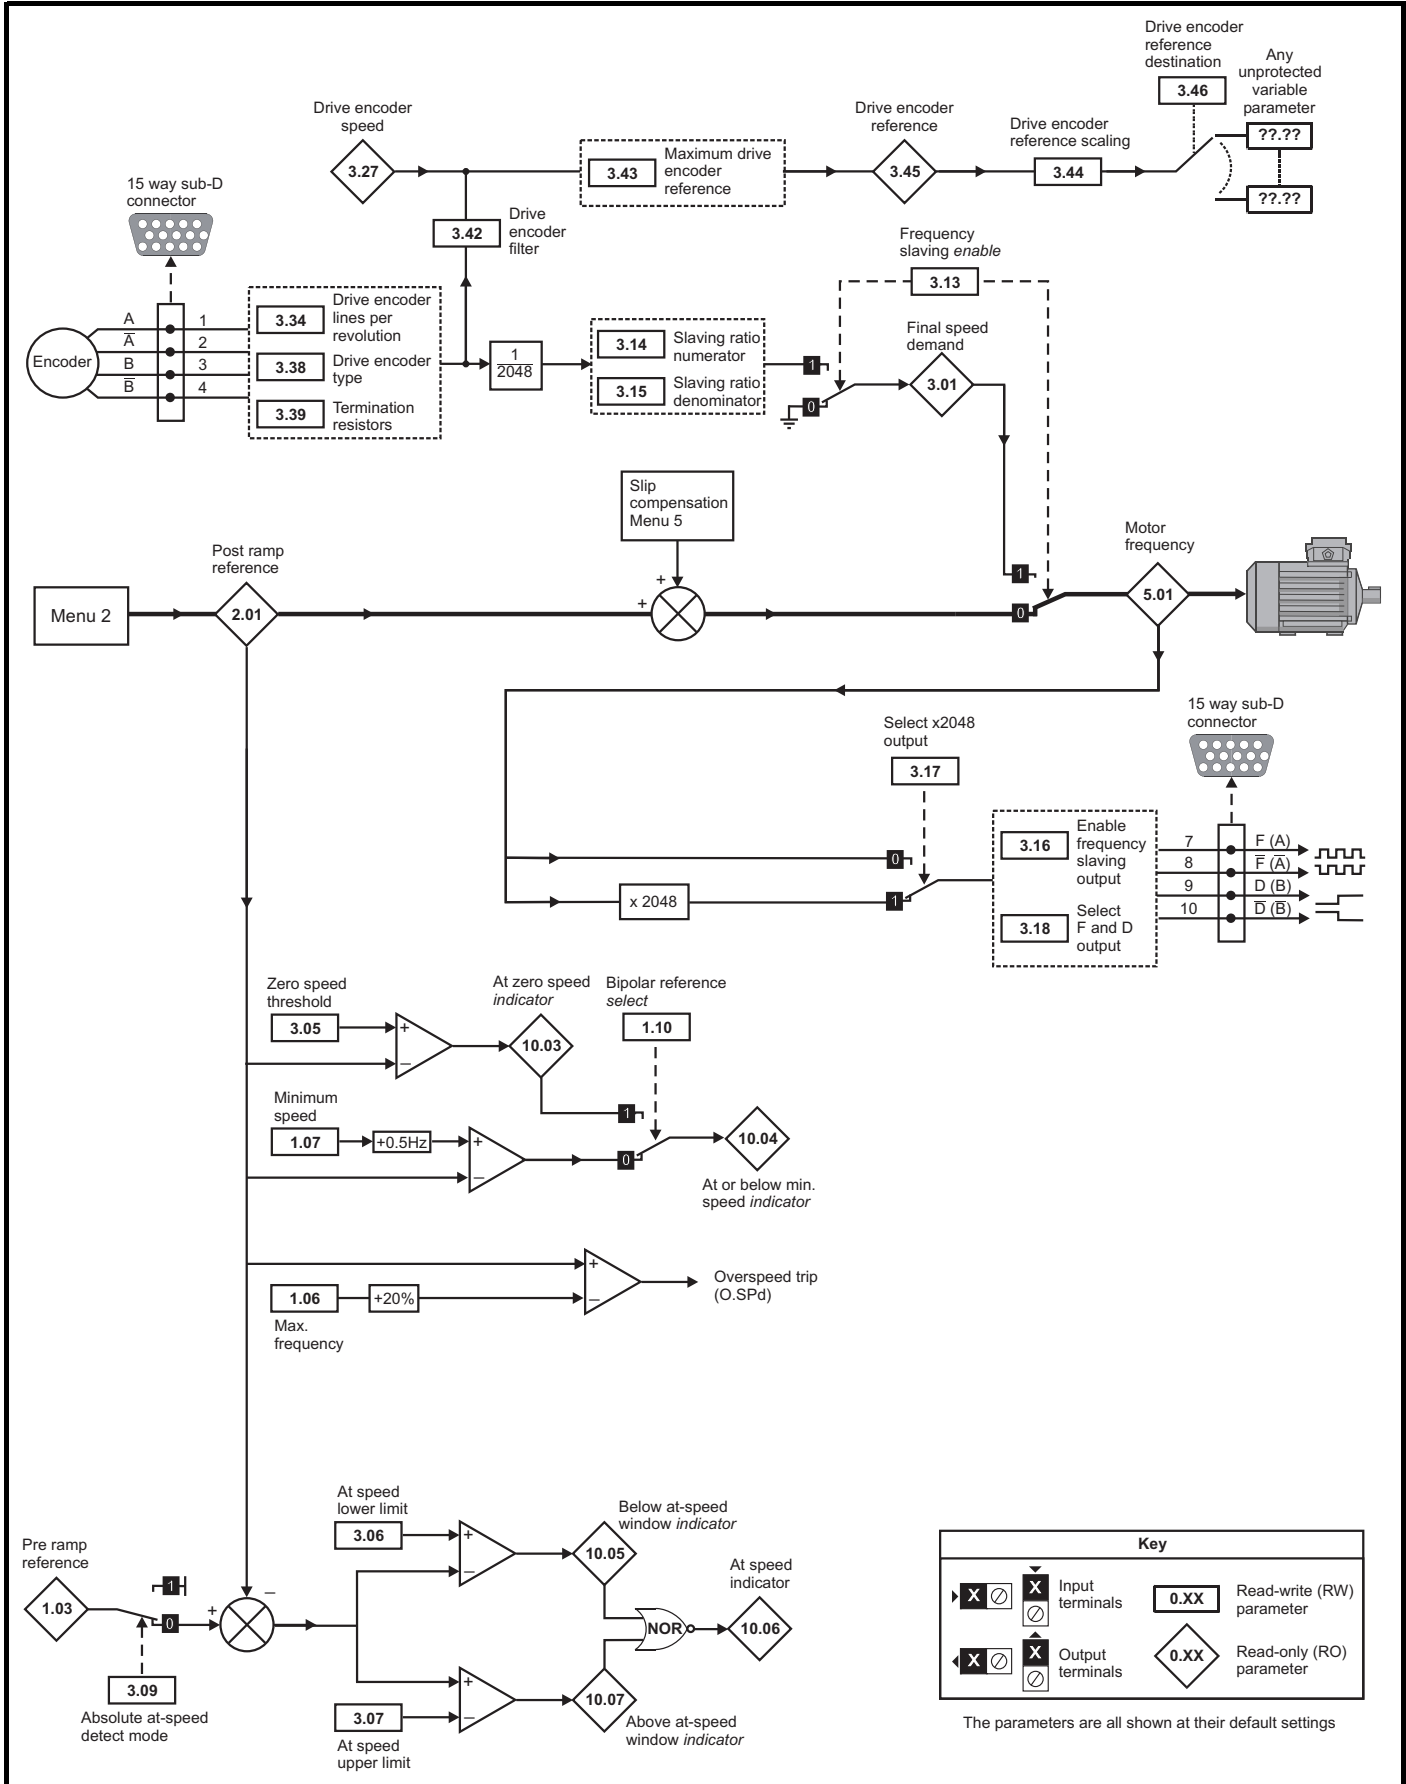 Drive encoder
reference
destination
3.46
Any
unprotected
variable
parameter
??.??
??.??
Drive encoder
speed
3.27
3.43
Maximum drive
encoder
reference
Drive encoder
reference
3.45
Drive encoder
reference scaling
3.44
15 way sub-D
connector
3.42
Drive
encoder
filter
Encoder
A
A̅
B
B̅
1
2
3
4
3.34
Drive encoder
lines per
revolution
3.38
Drive encoder
type
3.39
Termination
resistors
1
2048
3.14
Slaving ratio
numerator
3.15
Slaving ratio
denominator
Frequency
slaving enable
3.13
1
0
Final speed
demand
3.01
Slip
compensation
Menu 5
Menu 2
Post ramp
reference
2.01
+
+
1
0
Motor
frequency
5.01
Select x2048
output
3.17
0
x 2048
1
3.16
Enable
frequency
slaving
output
3.18
Select
F and D
output
15 way sub-D
connector
7
8
9
10
F (A)
F̅ (A̅)
D (B)
D̅ (B̅)
Zero speed
threshold
3.05
+
–
At zero speed
indicator
10.03
Bipolar reference
select
1.10
Minimum
speed
1.07
+0.5Hz
+
–
1
0
10.04
At or below min.
speed indicator
1.06
+20%
Max.
frequency
+
–
Overspeed trip
(O.SPd)
Pre ramp
reference
1.03
1
0
+
–
3.09
Absolute at-speed
detect mode
At speed
lower limit
3.06
+
–
Below at-speed
window indicator
10.05
NOR
At speed
indicator
10.06
3.07
At speed
upper limit
+
–
10.07
Above at-speed
window indicator
Key
X
X
Input
terminals
0.XX
Read-write (RW)
parameter
X
X
Output
terminals
0.XX
Read-only (RO)
parameter
The parameters are all shown at their default settings